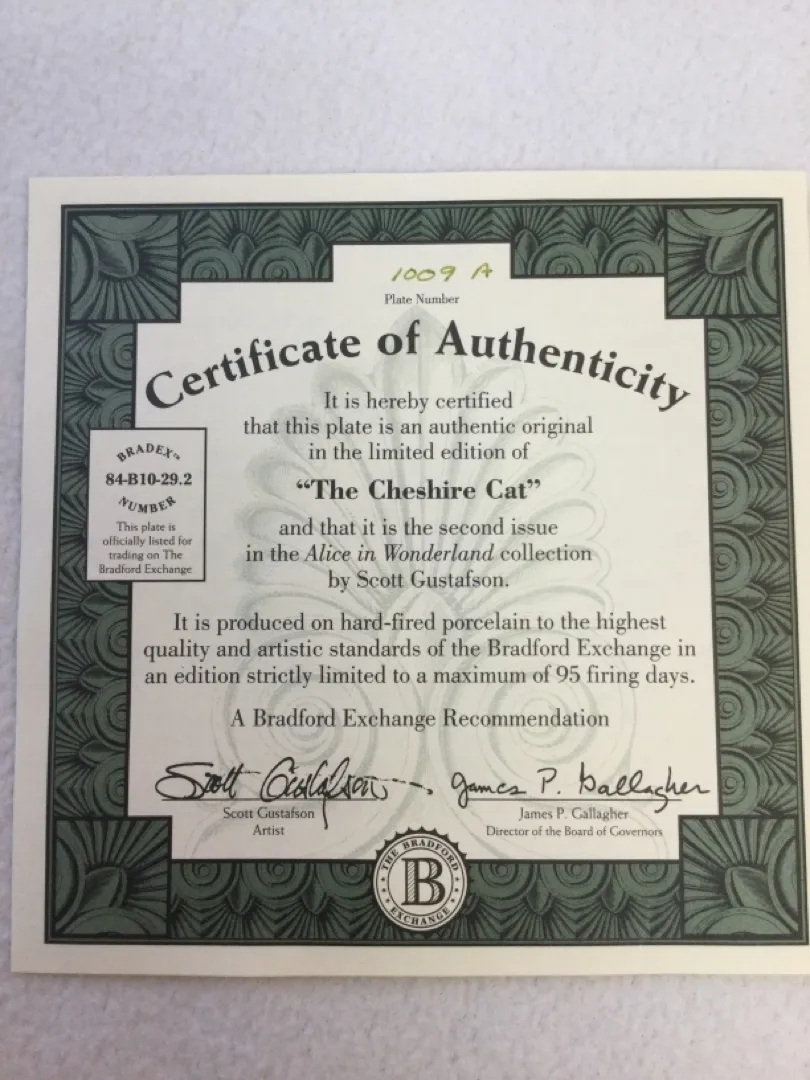 1009 A
Plate Number
Certificate of Authenticity
It is hereby certified
that this plate is an authentic original
in the limited edition of
“The Cheshire Cat”
and that it is the second issue
in the Alice in Wonderland collection
by Scott Gustafson.
BRADEX™
84-B10-29.2
NUMBER
This plate is
officially listed for
trading on The
Bradford Exchange
It is produced on hard-fired porcelain to the highest
quality and artistic standards of the Bradford Exchange in
an edition strictly limited to a maximum of 95 firing days.
A Bradford Exchange Recommendation
Scott Gustafson
James P. Gallagher
Scott Gustafson
Artist
James P. Gallagher
Director of the Board of Governors
THE BRADFORD
B
EXCHANGE